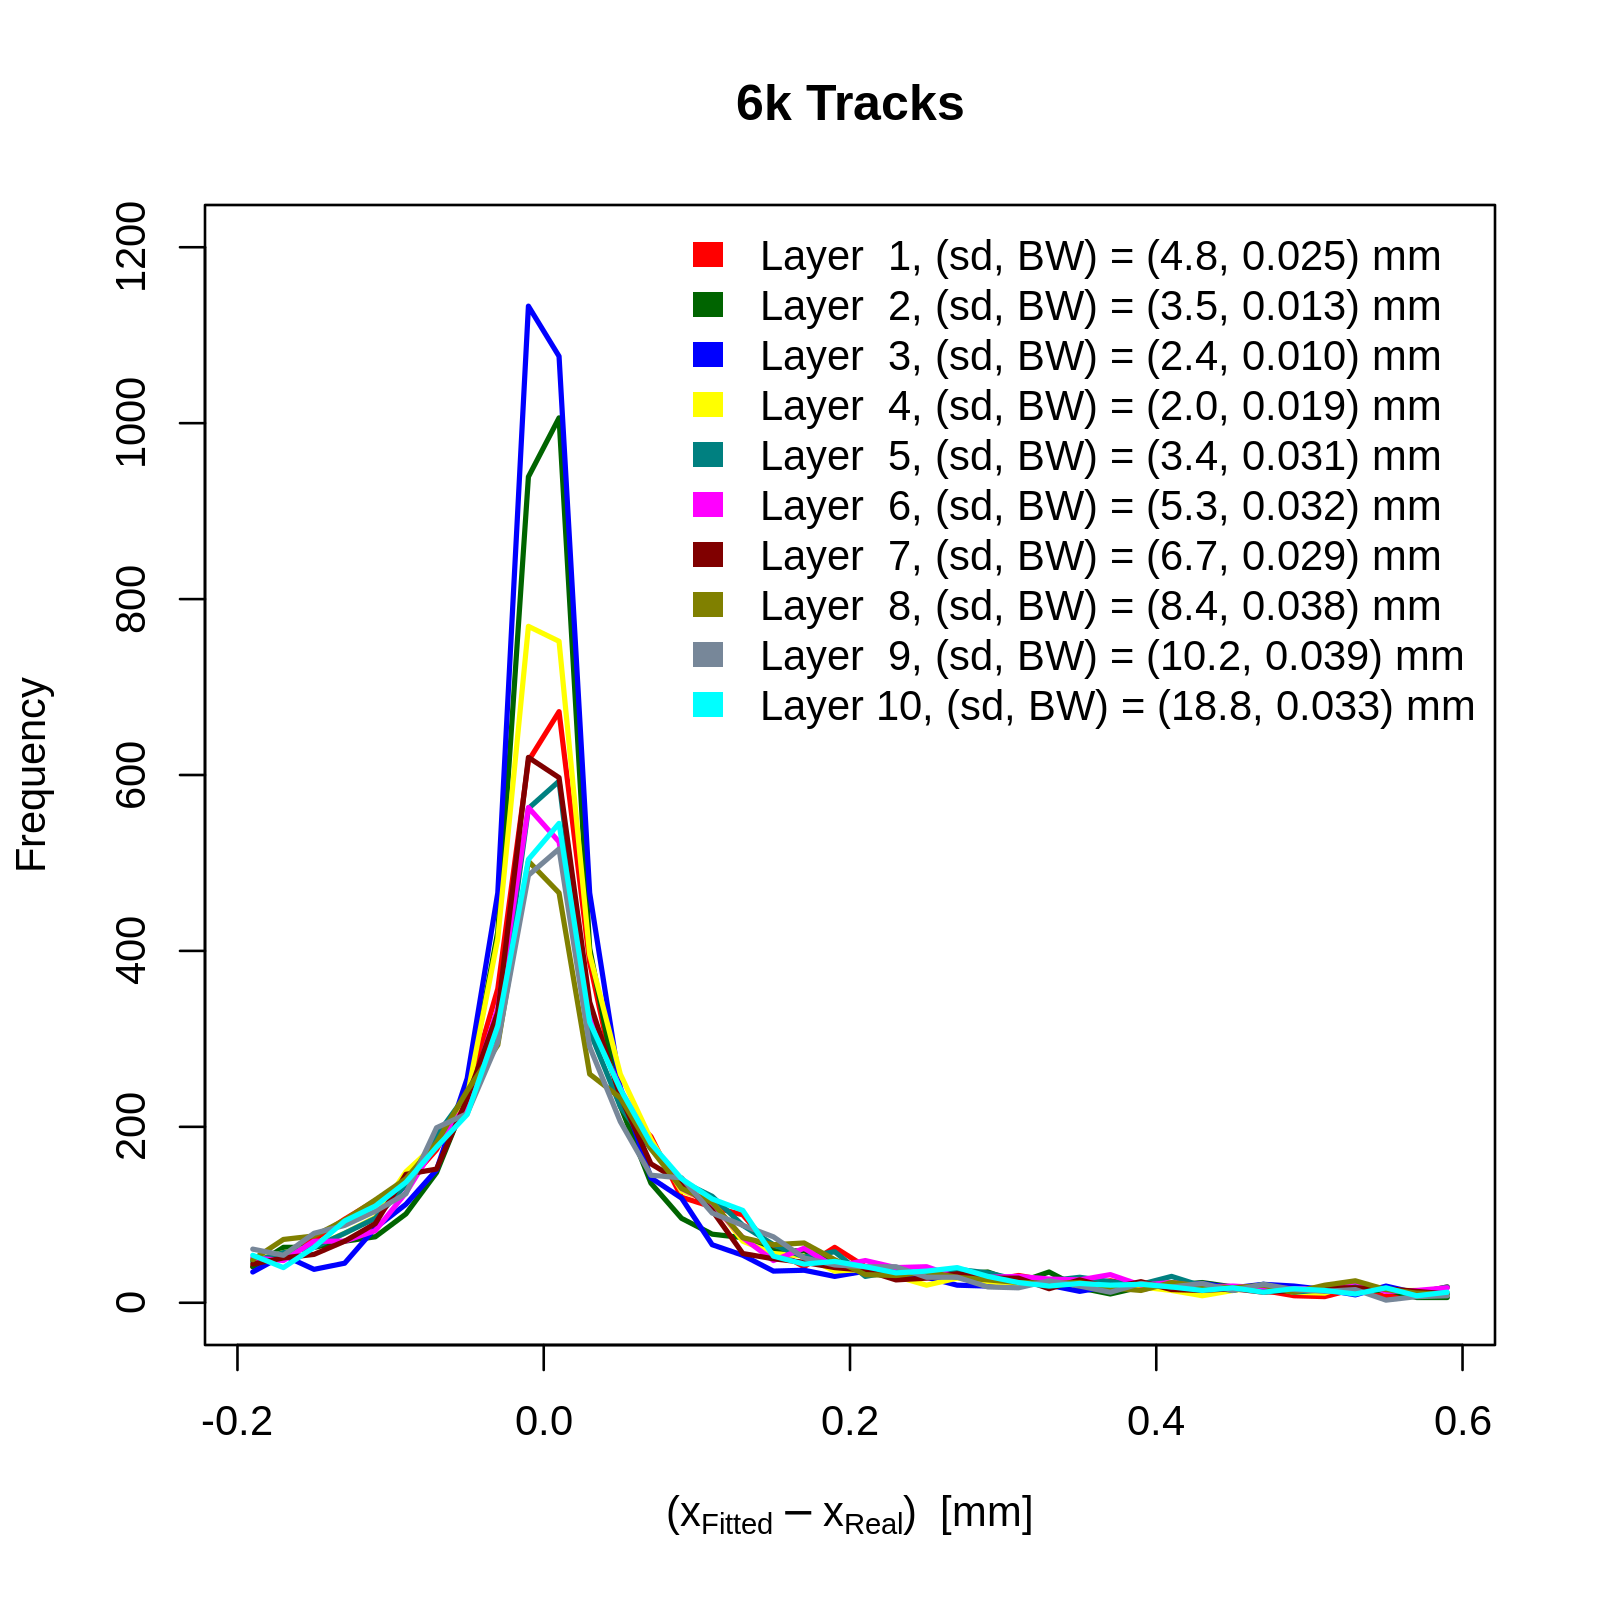 6k Tracks
Layer 1, (sd, BW) = (4.8, 0.025) mm
Layer 2, (sd, BW) = (3.5, 0.013) mm
Layer 3, (sd, BW) = (2.4, 0.010) mm
Layer 4, (sd, BW) = (2.0, 0.019) mm
Layer 5, (sd, BW) = (3.4, 0.031) mm
Layer 6, (sd, BW) = (5.3, 0.032) mm
Layer 7, (sd, BW) = (6.7, 0.029) mm
Layer 8, (sd, BW) = (8.4, 0.038) mm
Layer 9, (sd, BW) = (10.2, 0.039) mm
Layer 10, (sd, BW) = (18.8, 0.033) mm
Frequency
1200
1000
800
600
400
200
0
-0.2 0.0 0.2 0.4 0.6
(xFitted − xReal) [mm]